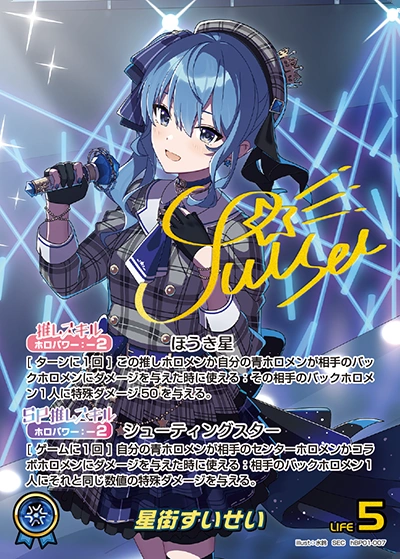 Suisei
推しスキル
ホロパワー：－2
ほうき星
[ターンに1回] この推しホロメンか自分の青ホロメンが相手のバッ
クホロメンにダメージを与えた時に使える：その相手のバックホロメ
ン1人に特殊ダメージ50を与える。
SP推しスキル
ホロパワー：－2
シューティングスター
[ゲームに1回] 自分の青ホロメンが相手のセンターホロメンかコラ
ボホロメンにダメージを与えた時に使える：相手のバックホロメン1
人にそれと同じ数値の特殊ダメージを与える。
星街すいせい
LIFE 5
illust：水鏡 SEC hBP01-007